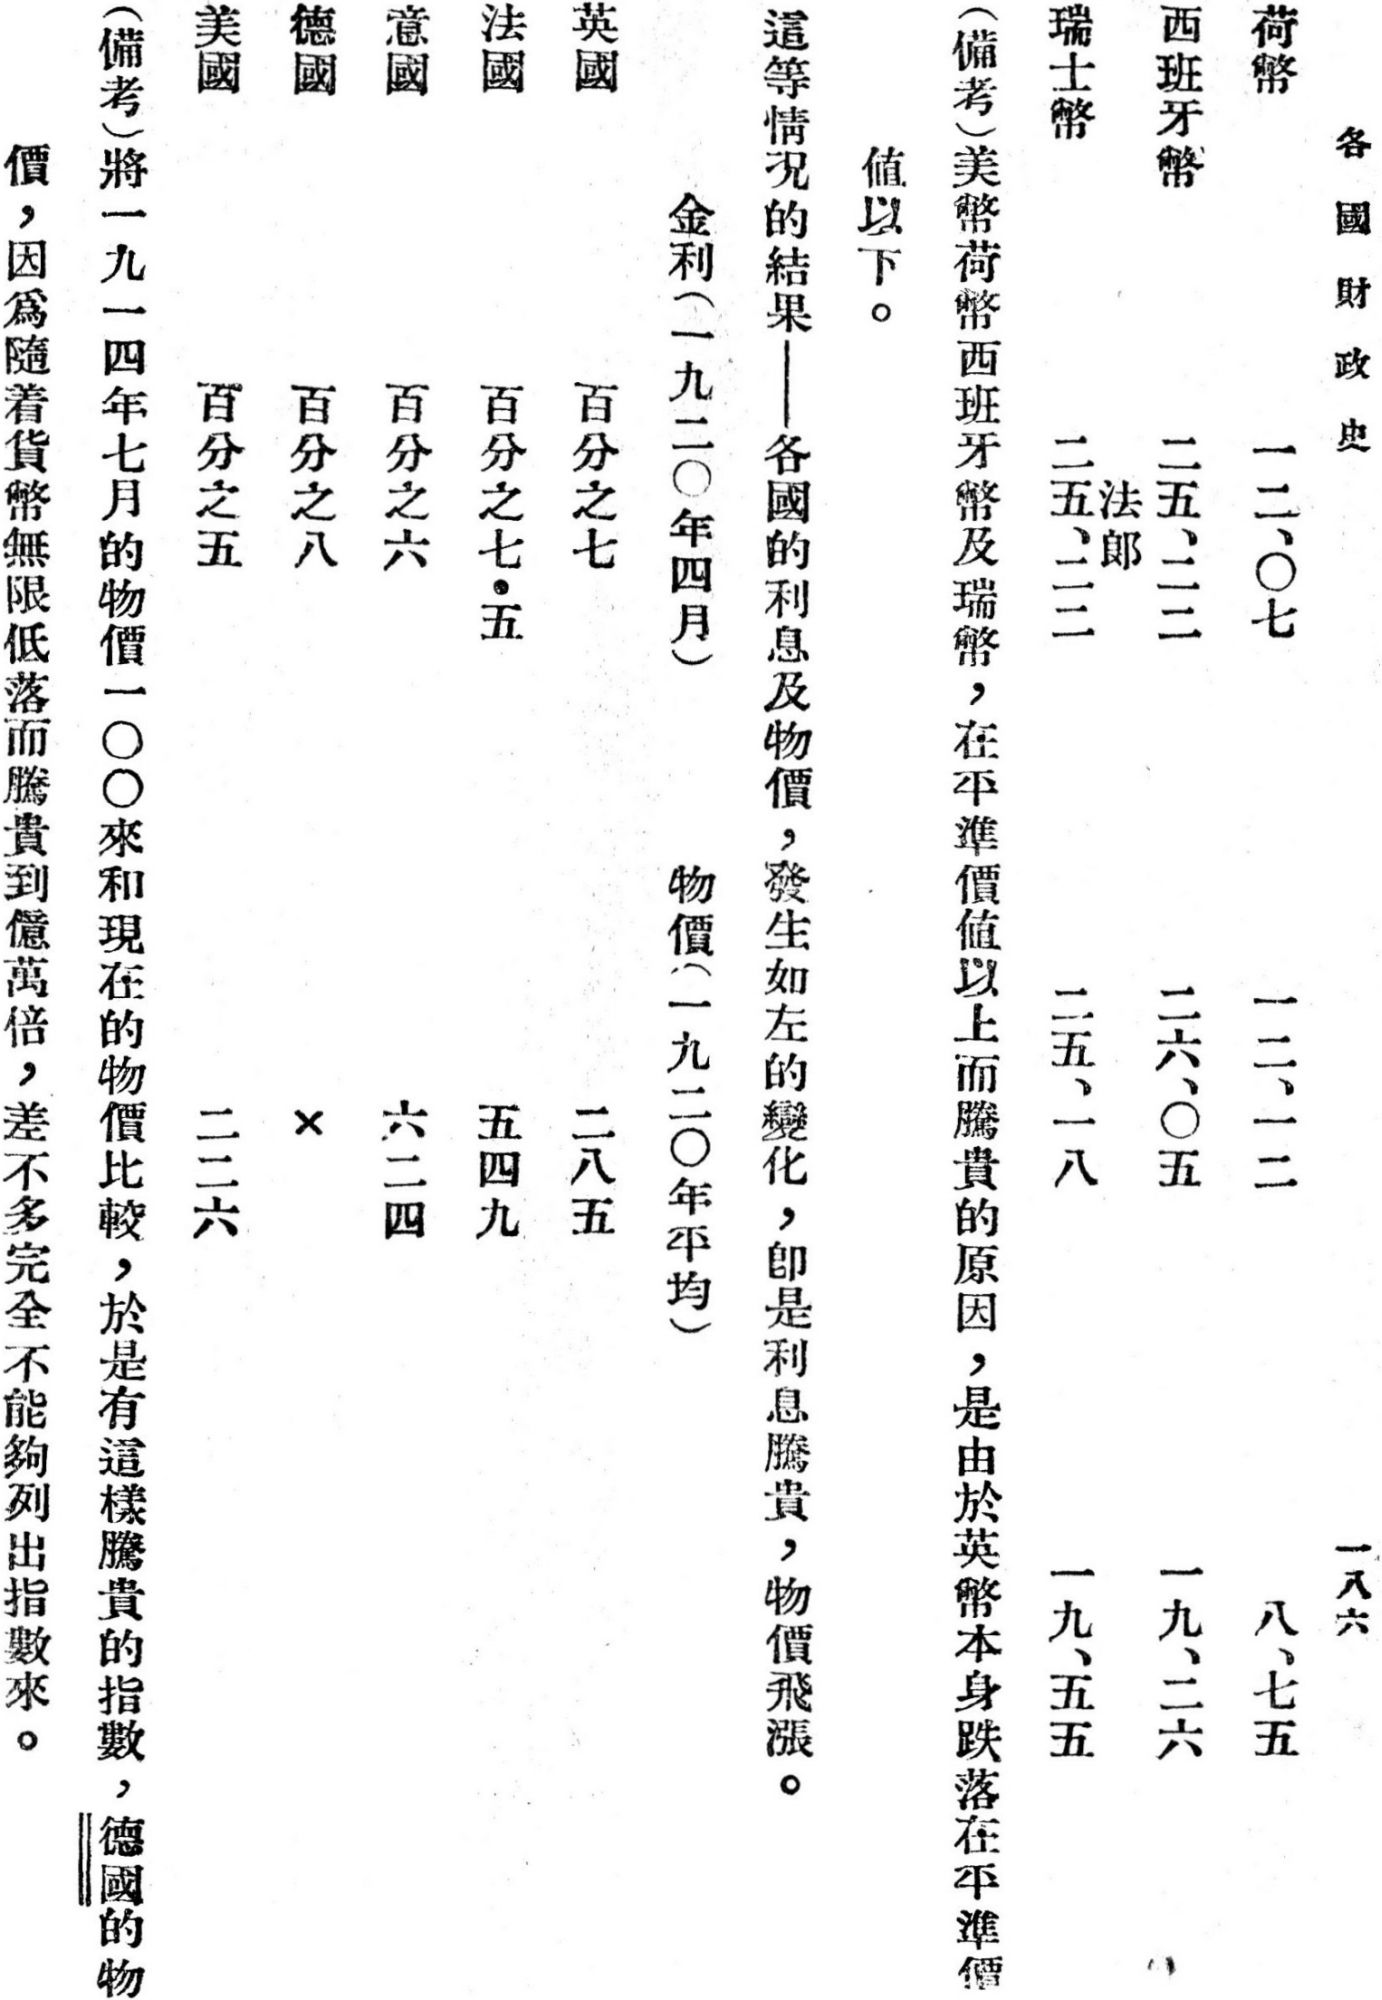 各國財政史 一八六
荷幣 一二、〇七 一二、一二 八、七五
西班牙幣 二五、二二 二六、〇五 一九、二六
法郎
瑞士幣 二五、二二 二五、一八 一九、五五
（備考）美幣荷幣西班牙幣及瑞幣，在平準價値以上而騰貴的原因，是由於英幣本身跌落在平準價
値以下。
這等情况的結果——各國的利息及物價，發生如左的變化，卽是利息騰貴，物價飛漲。
金利（一九二〇年四月） 物價（一九二〇年平均）
英國 百分之七 二八五
法國 百分之七・五 五四九
意國 百分之六 六二四
德國 百分之八 ×
美國 百分之五 二二六
（備考）將一九一四年七月的物價一〇〇來和現在的物價比較，於是有這樣騰貴的指數，德國的物
價，因爲隨着貨幣無限低落而騰貴到億萬倍，差不多完全不能夠列出指數來。